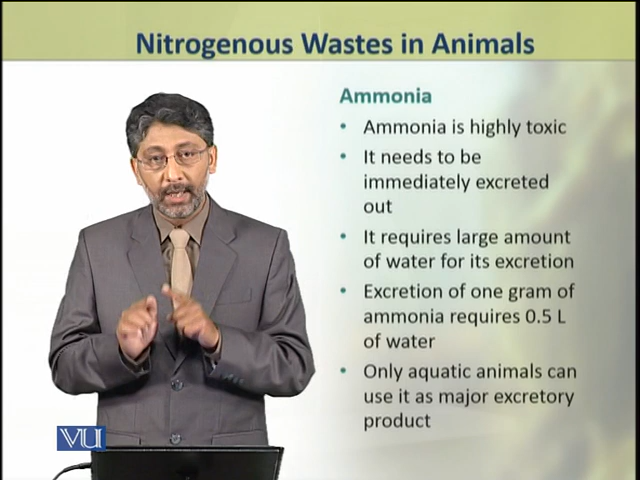 Nitrogenous Wastes in Animals
Ammonia
• Ammonia is highly toxic
• It needs to be
immediately excreted
out
• It requires large amount
of water for its excretion
• Excretion of one gram of
ammonia requires 0.5 L
of water
• Only aquatic animals can
use it as major excretory
product
VU